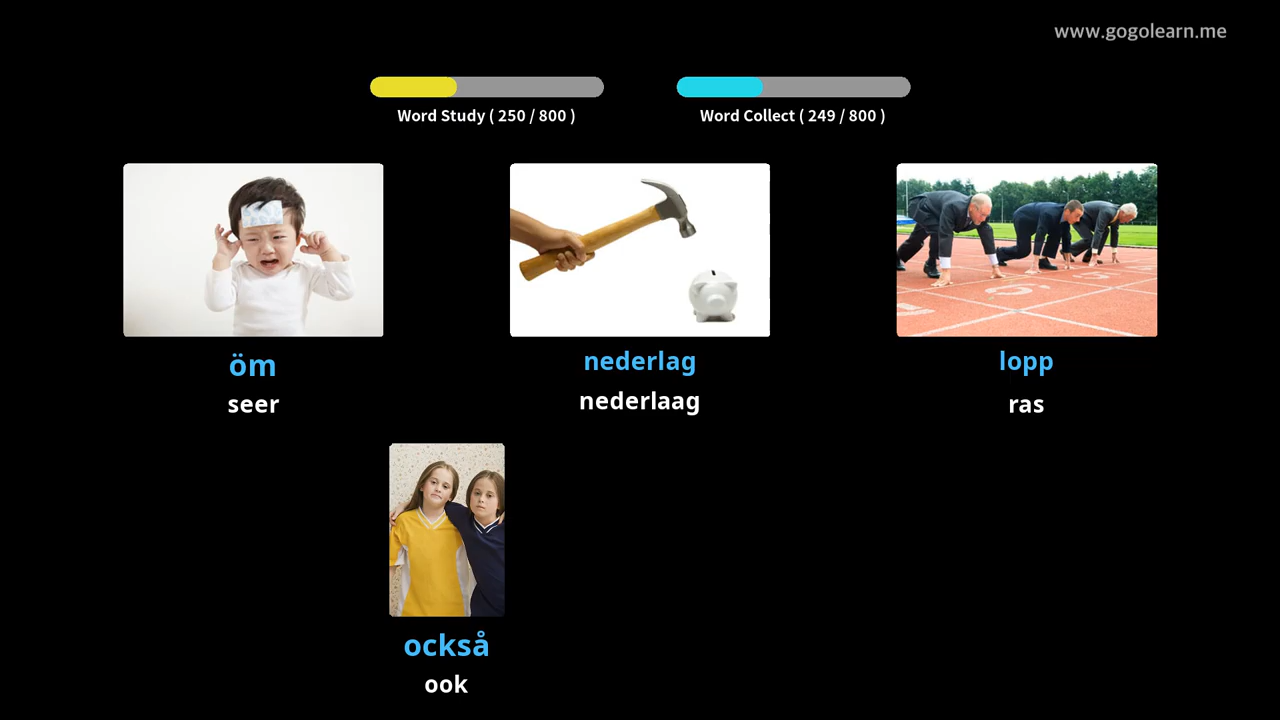 www.gogolearn.me
Word Study ( 250 / 800 )
Word Collect ( 249 / 800 )
öm
seer
nederlag
nederlaag
lopp
ras
också
ook